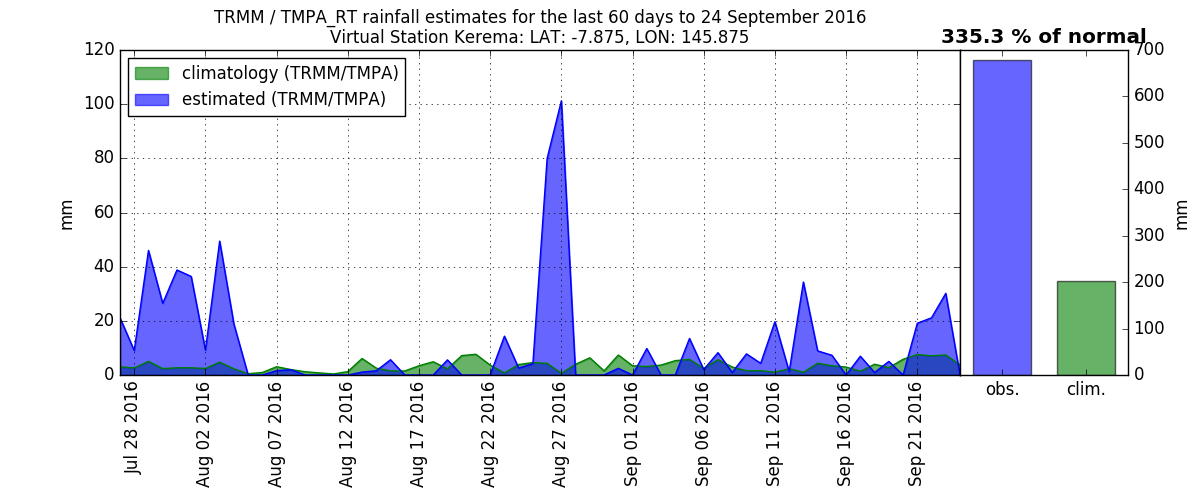 TRMM / TMPA_RT rainfall estimates for the last 60 days to 24 September 2016
Virtual Station Kerema: LAT: -7.875, LON: 145.875
335.3 % of normal
climatology (TRMM/TMPA)
estimated (TRMM/TMPA)
120
100
80
60
40
20
0
mm
Jul 28 2016
Aug 02 2016
Aug 07 2016
Aug 12 2016
Aug 17 2016
Aug 22 2016
Aug 27 2016
Sep 01 2016
Sep 06 2016
Sep 11 2016
Sep 16 2016
Sep 21 2016
obs.
clim.
700
600
500
400
300
200
100
0
mm